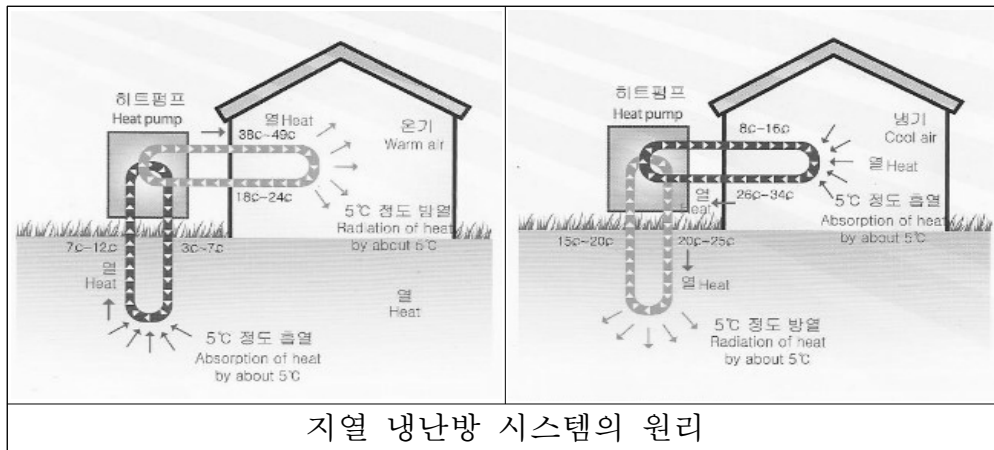 히트펌프
Heat pump
열 Heat
38c~49c
온기
Warm air
18c~24c
5℃ 정도 방열
Radiation of heat
by about 5℃
7c~12c
3c~7c
열
Heat
열
Heat
5℃ 정도 흡열
Absorption of heat
by about 5℃
히트펌프
Heat pump
8c~16c
냉기
Cool air
열
Heat
26c~34c
열
Heat
5℃ 정도 흡열
Absorption of heat
by about 5℃
15c~20c
20c~25c
열 Heat
5℃ 정도 방열
Radiation of heat
by about 5℃
지열 냉난방 시스템의 원리